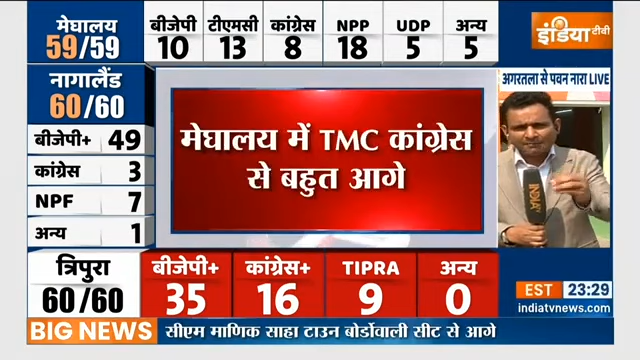 मेघालय
59/59
बीजेपी टीएमसी कांग्रेस NPP UDP अन्य
10 13 8 18 5 5
इंडिया टीवी
नागालैंड
60/60
बीजेपी+ 49
कांग्रेस 3
NPF 7
अन्य 1
मेघालय में TMC कांग्रेस
से बहुत आगे
अगरतला से पवन नारा LIVE
INDIA
त्रिपुरा
60/60
बीजेपी+ कांग्रेस+ TIPRA अन्य
35 16 9 0
EST 23:29
indiatvnews.com
BIG NEWS
सीएम माणिक साहा टाउन बोर्डोवाली सीट से आगे